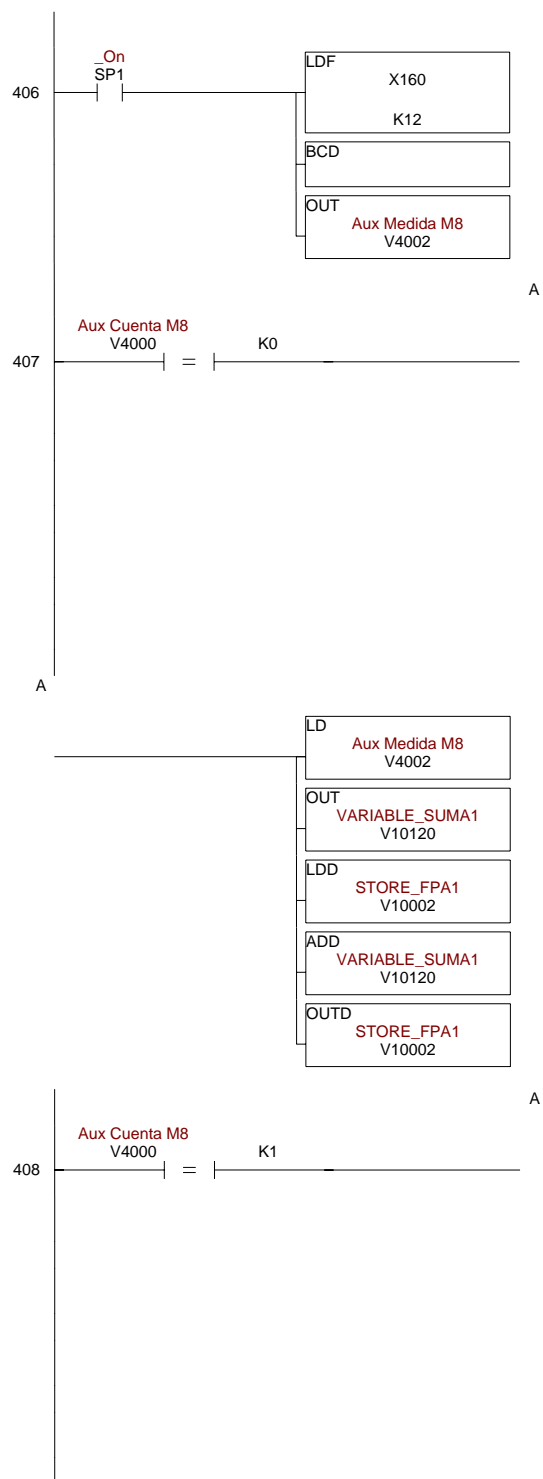 _On
SP1
406
LDF
X160
K12
BCD
OUT
Aux Medida M8
V4002
A
Aux Cuenta M8
V4000
=
K0
407
A
LD
Aux Medida M8
V4002
OUT
VARIABLE_SUMA1
V10120
LDD
STORE_FPA1
V10002
ADD
VARIABLE_SUMA1
V10120
OUTD
STORE_FPA1
V10002
A
Aux Cuenta M8
V4000
=
K1
408